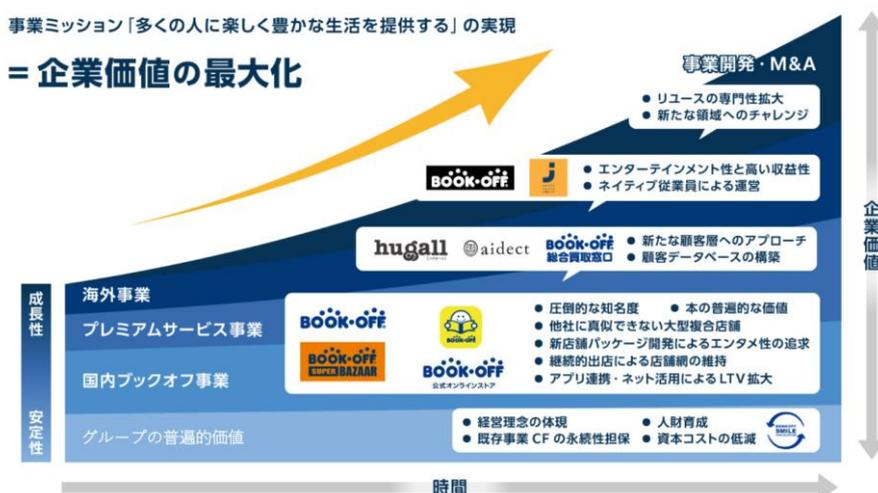 事業ミッション「多くの人に楽しく豊かな生活を提供する」の実現
= 企業価値の最大化
事業開発・M&A
● リユースの専門性拡大
● 新たな領域へのチャレンジ
BOOK・OFF
J
● エンターテインメント性と高い収益性
● ネイティブ従業員による運営
hugall
aidect
BOOK・OFF
総合買取窓口
● 新たな顧客層へのアプローチ
● 顧客データベースの構築
海外事業
プレミアムサービス事業
国内ブックオフ事業
BOOK・OFF
BOOK・OFF
BOOK・OFF
SUPER BAZAAR
BOOK・OFF
公式オンラインストア
● 圧倒的な知名度 ● 本の普遍的な価値
● 他社に真似できない大型複合店舗
● 新店舗パッケージ開発によるエンタメ性の追求
● 継続的出店による店舗網の維持
● アプリ連携・ネット活用によるLTV拡大
グループの普遍的価値
● 経営理念の体現 ● 人財育成
● 既存事業CFの永続性担保 ● 資本コストの低減
SMILE
成長性
安定性
企業価値
時間